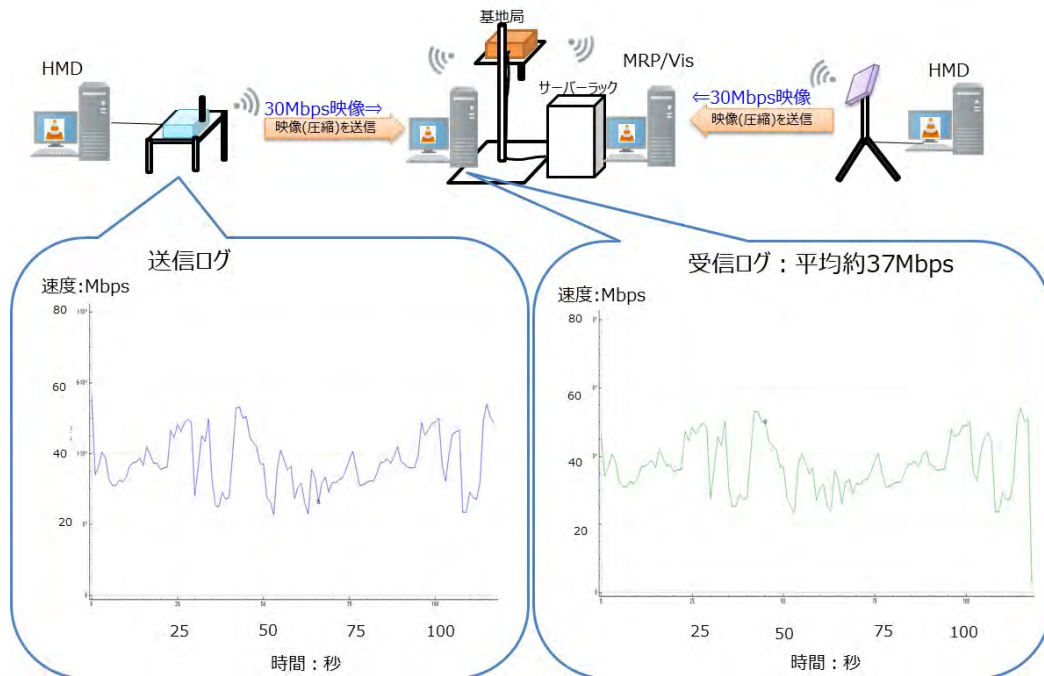 基地局
HMD
MRP/Vis
HMD
サーバーラック
30Mbps映像⇒
⇐30Mbps映像
映像(圧縮)を送信
映像(圧縮)を送信
送信ログ
速度:Mbps
80
60
40
20
25
50
75
100
時間：秒
受信ログ：平均約37Mbps
速度:Mbps
80
60
40
20
25
50
75
100
時間：秒